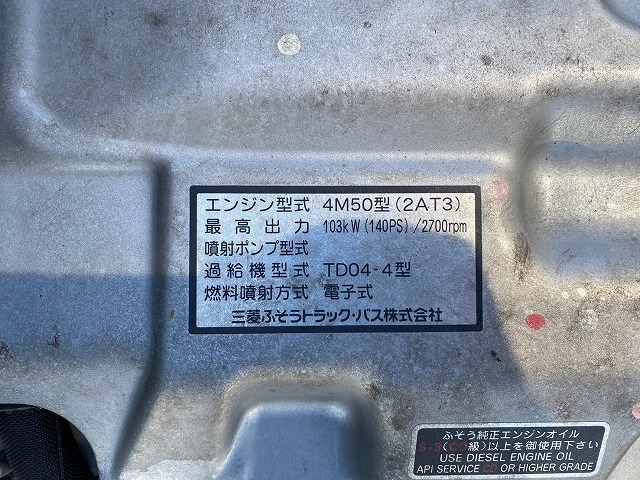 エンジン型式 4M50型(2AT3)
最高出力 103kW(140PS)/2700rpm
噴射ポンプ型式
過給機型式 TD04-4型
燃料噴射方式 電子式
三菱ふそうトラック・バス株式会社
ふそう純正エンジンオイル
S-3(CD級)以上を御使用下さい
USE DIESEL ENGINE OIL
API SERVICE CD OR HIGHER GRADE